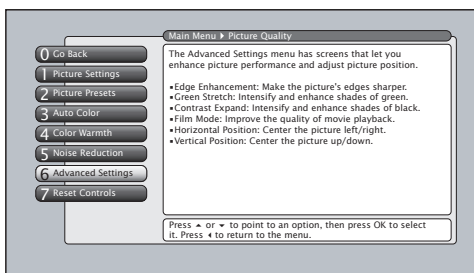 Main Menu ▸ Picture Quality
0 Go Back
1 Picture Settings
2 Picture Presets
3 Auto Color
4 Color Warmth
5 Noise Reduction
6 Advanced Settings
7 Reset Controls
The Advanced Settings menu has screens that let you
enhance picture performance and adjust picture position.
▪Edge Enhancement: Make the picture's edges sharper.
▪Green Stretch: Intensify and enhance shades of green.
▪Contrast Expand: Intensify and enhance shades of black.
▪Film Mode: Improve the quality of movie playback.
▪Horizontal Position: Center the picture left/right.
▪Vertical Position: Center the picture up/down.
Press ▴ or ▾ to point to an option, then press OK to select
it. Press ◂ to return to the menu.